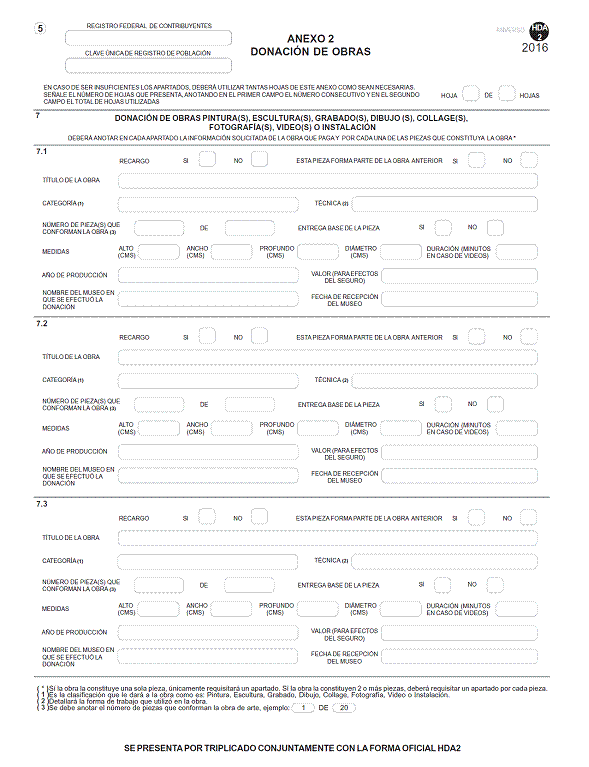 5
REGISTRO FEDERAL DE CONTRIBUYENTES
CLAVE ÚNICA DE REGISTRO DE POBLACIÓN
ANEXO 2
DONACIÓN DE OBRAS
ANVERSO HDA 2
2016
EN CASO DE SER INSUFICIENTES LOS APARTADOS, DEBERÁ UTILIZAR TANTAS HOJAS DE ESTE ANEXO COMO SEAN NECESARIAS.
SEÑALE EL NÚMERO DE HOJAS QUE PRESENTA, ANOTANDO EN EL PRIMER CAMPO EL NÚMERO CONSECUTIVO Y EN EL SEGUNDO
CAMPO EL TOTAL DE HOJAS UTILIZADAS
HOJA DE HOJAS
7 DONACIÓN DE OBRAS PINTURA(S), ESCULTURA(S), GRABADO(S), DIBUJO (S), COLLAGE(S),
FOTOGRAFÍA(S), VIDEO(S) O INSTALACIÓN
DEBERÁ ANOTAR EN CADA APARTADO LA INFORMACIÓN SOLICITADA DE LA OBRA QUE PAGA Y POR CADA UNA DE LAS PIEZAS QUE CONSTITUYA LA OBRA *
7.1
RECARGO SI NO ESTA PIEZA FORMA PARTE DE LA OBRA ANTERIOR SI NO
TÍTULO DE LA OBRA
CATEGORÍA (1) TÉCNICA (2)
NÚMERO DE PIEZA(S) QUE
CONFORMAN LA OBRA (3) DE ENTREGA BASE DE LA PIEZA SI NO
MEDIDAS ALTO (CMS) ANCHO (CMS) PROFUNDO (CMS) DIÁMETRO (CMS) DURACIÓN (MINUTOS EN CASO DE VIDEOS)
AÑO DE PRODUCCIÓN VALOR (PARA EFECTOS DEL SEGURO)
NOMBRE DEL MUSEO EN
QUE SE EFECTUÓ LA
DONACIÓN
FECHA DE RECEPCIÓN
DEL MUSEO
7.2
RECARGO SI NO ESTA PIEZA FORMA PARTE DE LA OBRA ANTERIOR SI NO
TÍTULO DE LA OBRA
CATEGORÍA (1) TÉCNICA (2)
NÚMERO DE PIEZA(S) QUE
CONFORMAN LA OBRA (3) DE ENTREGA BASE DE LA PIEZA SI NO
MEDIDAS ALTO (CMS) ANCHO (CMS) PROFUNDO (CMS) DIÁMETRO (CMS) DURACIÓN (MINUTOS EN CASO DE VIDEOS)
AÑO DE PRODUCCIÓN VALOR (PARA EFECTOS DEL SEGURO)
NOMBRE DEL MUSEO EN
QUE SE EFECTUÓ LA
DONACIÓN
FECHA DE RECEPCIÓN
DEL MUSEO
7.3
RECARGO SI NO ESTA PIEZA FORMA PARTE DE LA OBRA ANTERIOR SI NO
TÍTULO DE LA OBRA
CATEGORÍA (1) TÉCNICA (2)
NÚMERO DE PIEZA(S) QUE
CONFORMAN LA OBRA (3) DE ENTREGA BASE DE LA PIEZA SI NO
MEDIDAS ALTO (CMS) ANCHO (CMS) PROFUNDO (CMS) DIÁMETRO (CMS) DURACIÓN (MINUTOS EN CASO DE VIDEOS)
AÑO DE PRODUCCIÓN VALOR (PARA EFECTOS DEL SEGURO)
NOMBRE DEL MUSEO EN
QUE SE EFECTUÓ LA
DONACIÓN
FECHA DE RECEPCIÓN
DEL MUSEO
( * )Si la obra la constituye una sola pieza, únicamente requisitará un apartado. Si la obra la constituyen 2 o más piezas, deberá requisitar un apartado por cada pieza.
( 1 )Es la clasificación que le dará a la obra como es: Pintura, Escultura, Grabado, Dibujo, Collage, Fotografía, Video o Instalación.
( 2 )Detallará la forma de trabajo que utilizó en la obra.
( 3 )Se debe anotar el número de piezas que conforman la obra de arte, ejemplo: 1 DE 20
SE PRESENTA POR TRIPLICADO CONJUNTAMENTE CON LA FORMA OFICIAL HDA2